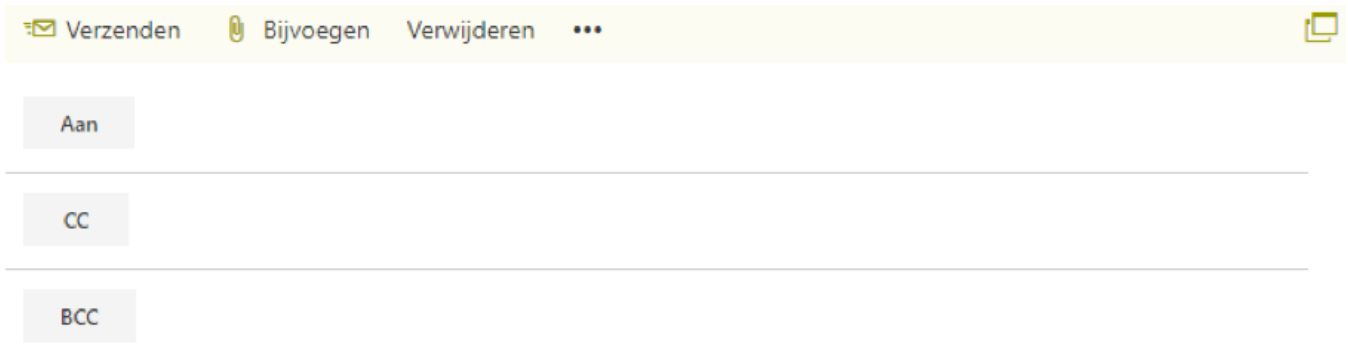 Verzenden Bijvoegen Verwijderen •••
Aan
CC
BCC